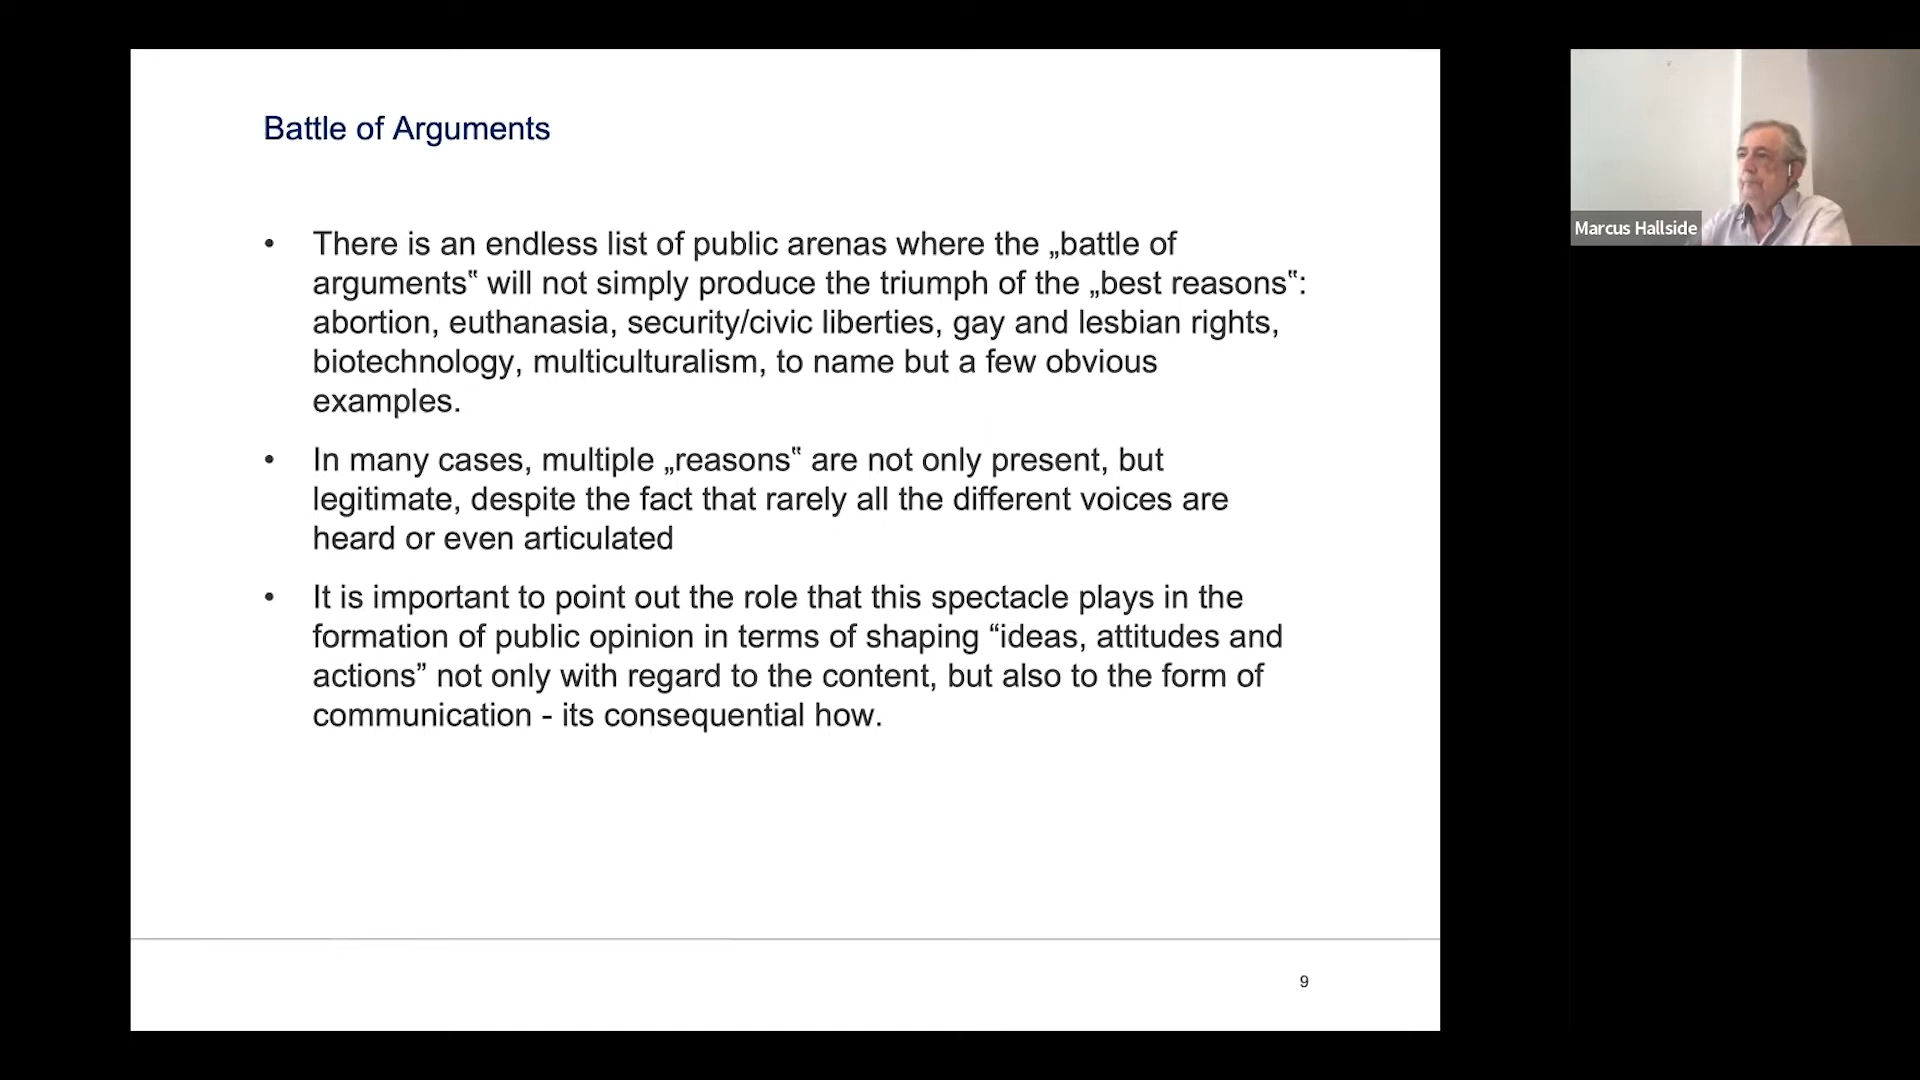 Battle of Arguments
• There is an endless list of public arenas where the „battle of
arguments‟ will not simply produce the triumph of the „best reasons‟:
abortion, euthanasia, security/civic liberties, gay and lesbian rights,
biotechnology, multiculturalism, to name but a few obvious
examples.
• In many cases, multiple „reasons‟ are not only present, but
legitimate, despite the fact that rarely all the different voices are
heard or even articulated
• It is important to point out the role that this spectacle plays in the
formation of public opinion in terms of shaping “ideas, attitudes and
actions” not only with regard to the content, but also to the form of
communication - its consequential how.
9
Marcus Hallside